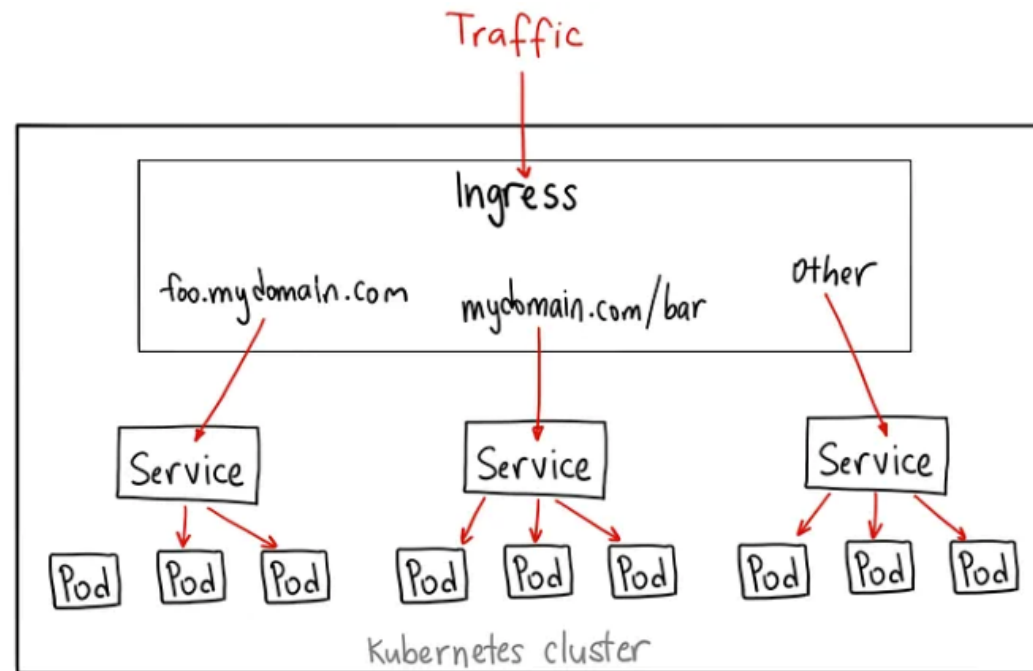 Traffic
Ingress
foo.mydomain.com
mydomain.com/bar
other
Service
Service
Service
Pod
Pod
Pod
Pod
Pod
Pod
Pod
Pod
Pod
Kubernetes cluster